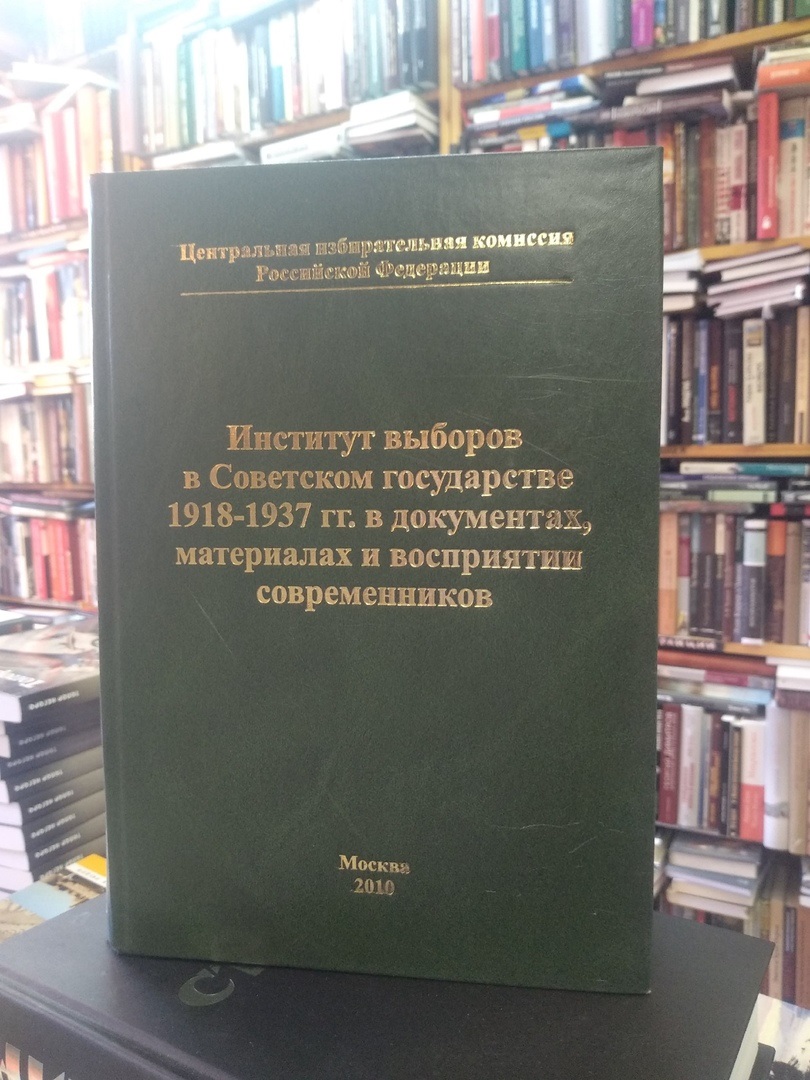 Центральная избирательная комиссия
Российской Федерации
Институт выборов
в Советском государстве
1918-1937 гг. в документах,
материалах и восприятии
современников
Москва
2010